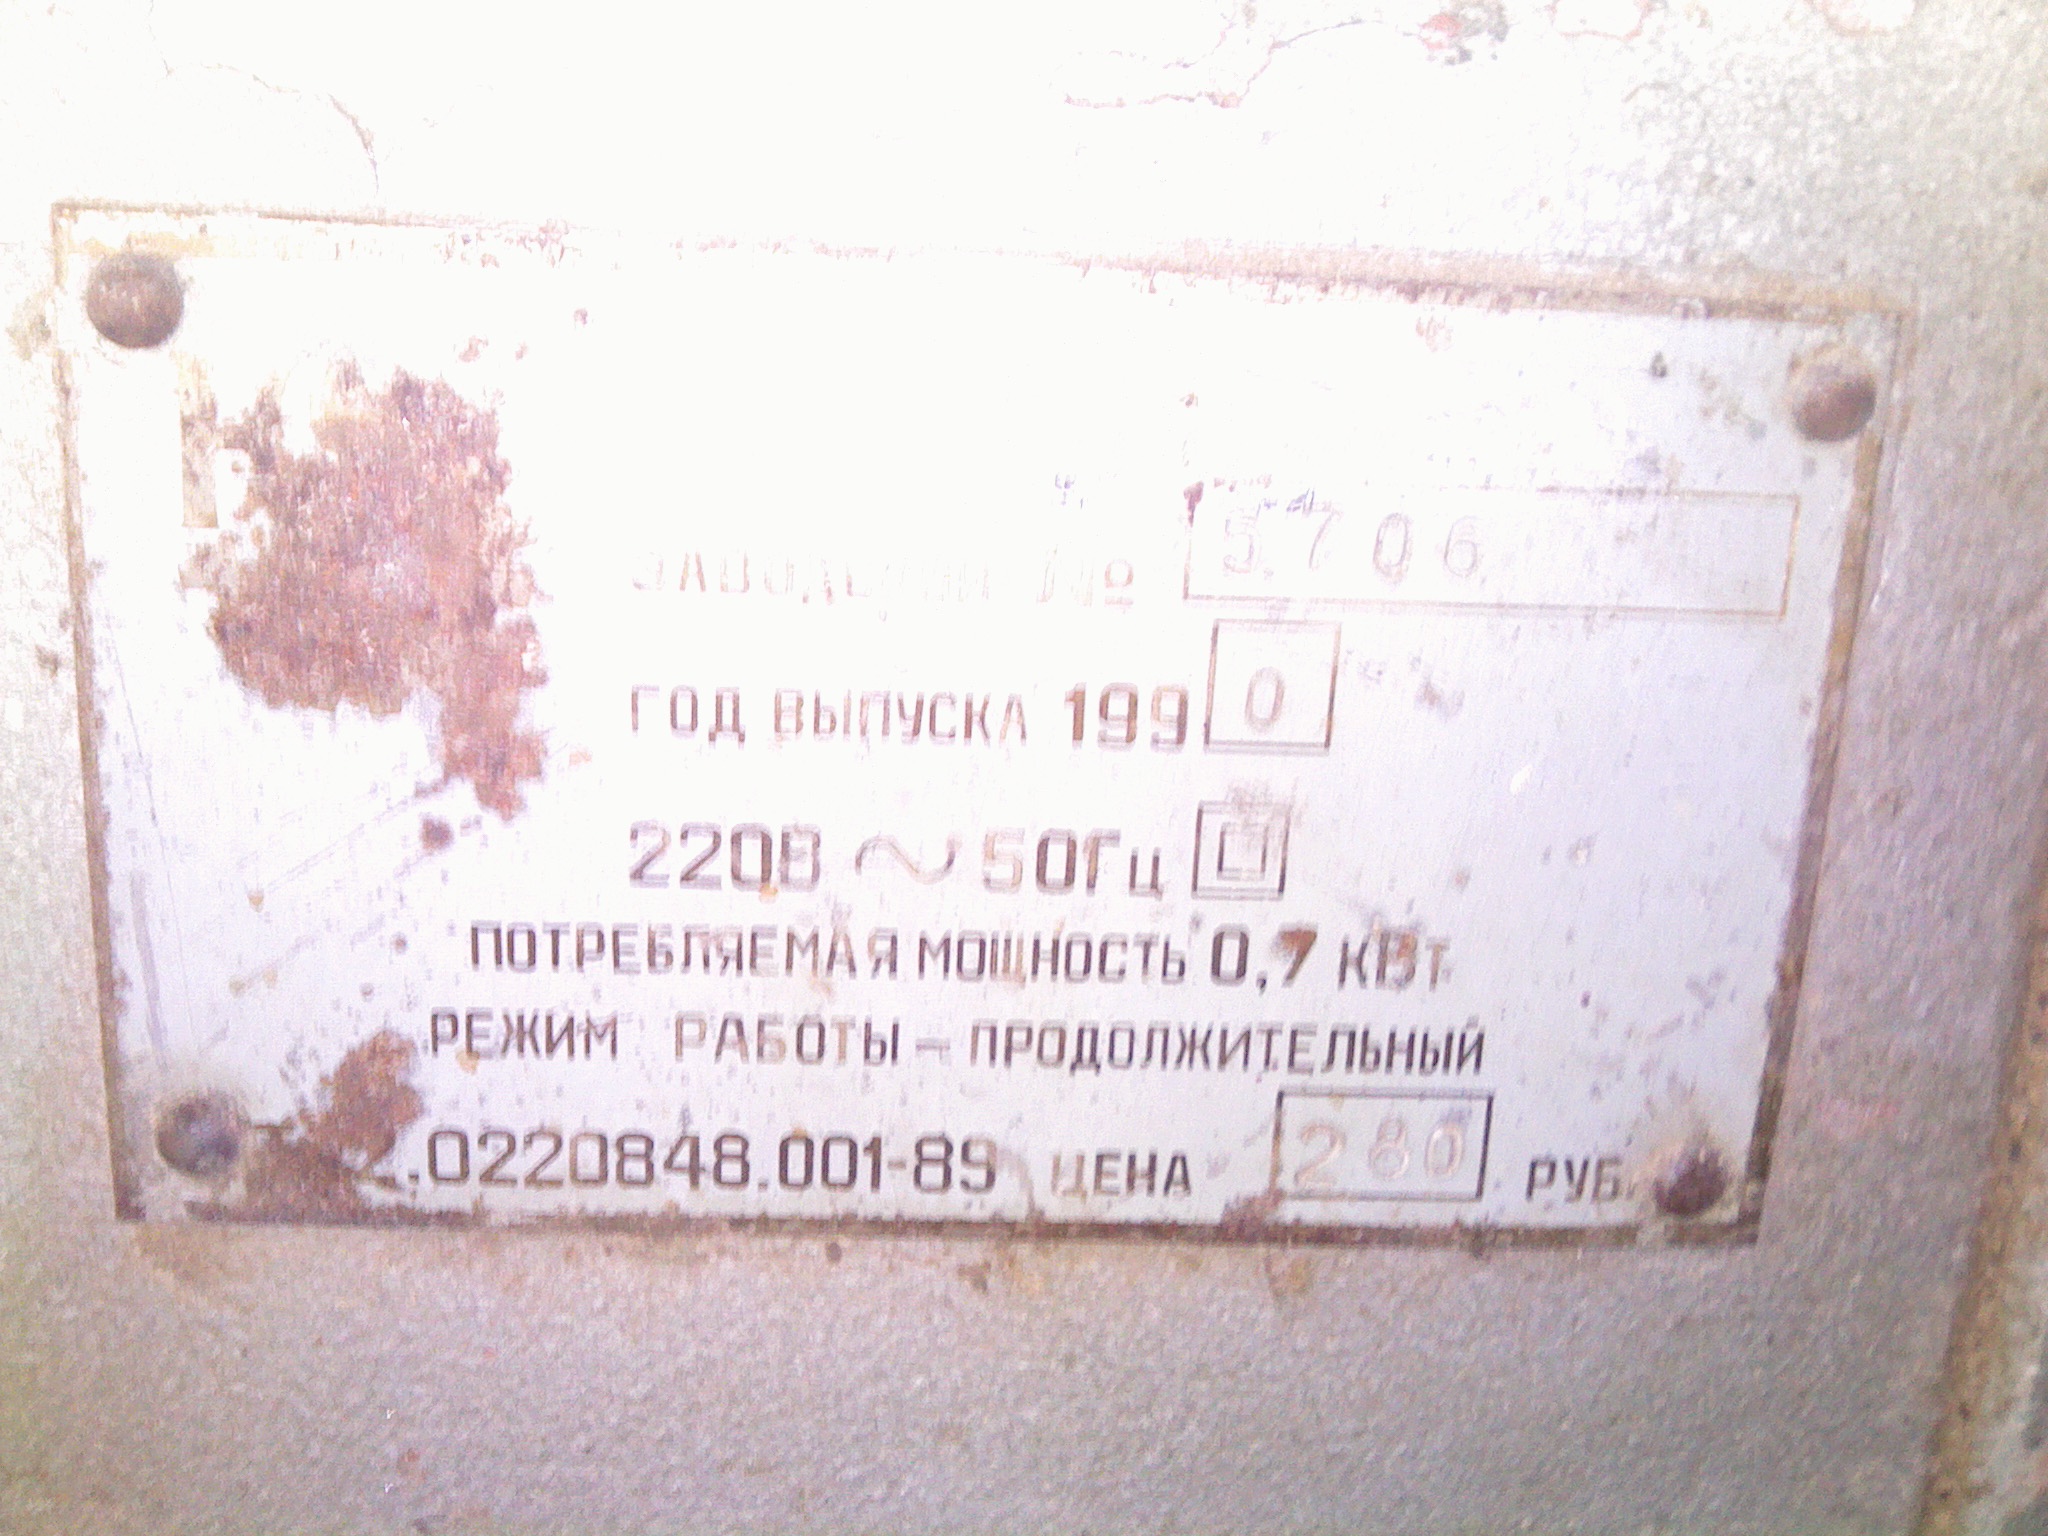 ЗАВОДСКОЙ № 5706
ГОД ВЫПУСКА 1990
220В ~ 50Гц
ПОТРЕБЛЯЕМАЯ МОЩНОСТЬ 0,7 КВт
РЕЖИМ РАБОТЫ – ПРОДОЛЖИТЕЛЬНЫЙ
.0220848.001-89 ЦЕНА 280 РУБ.